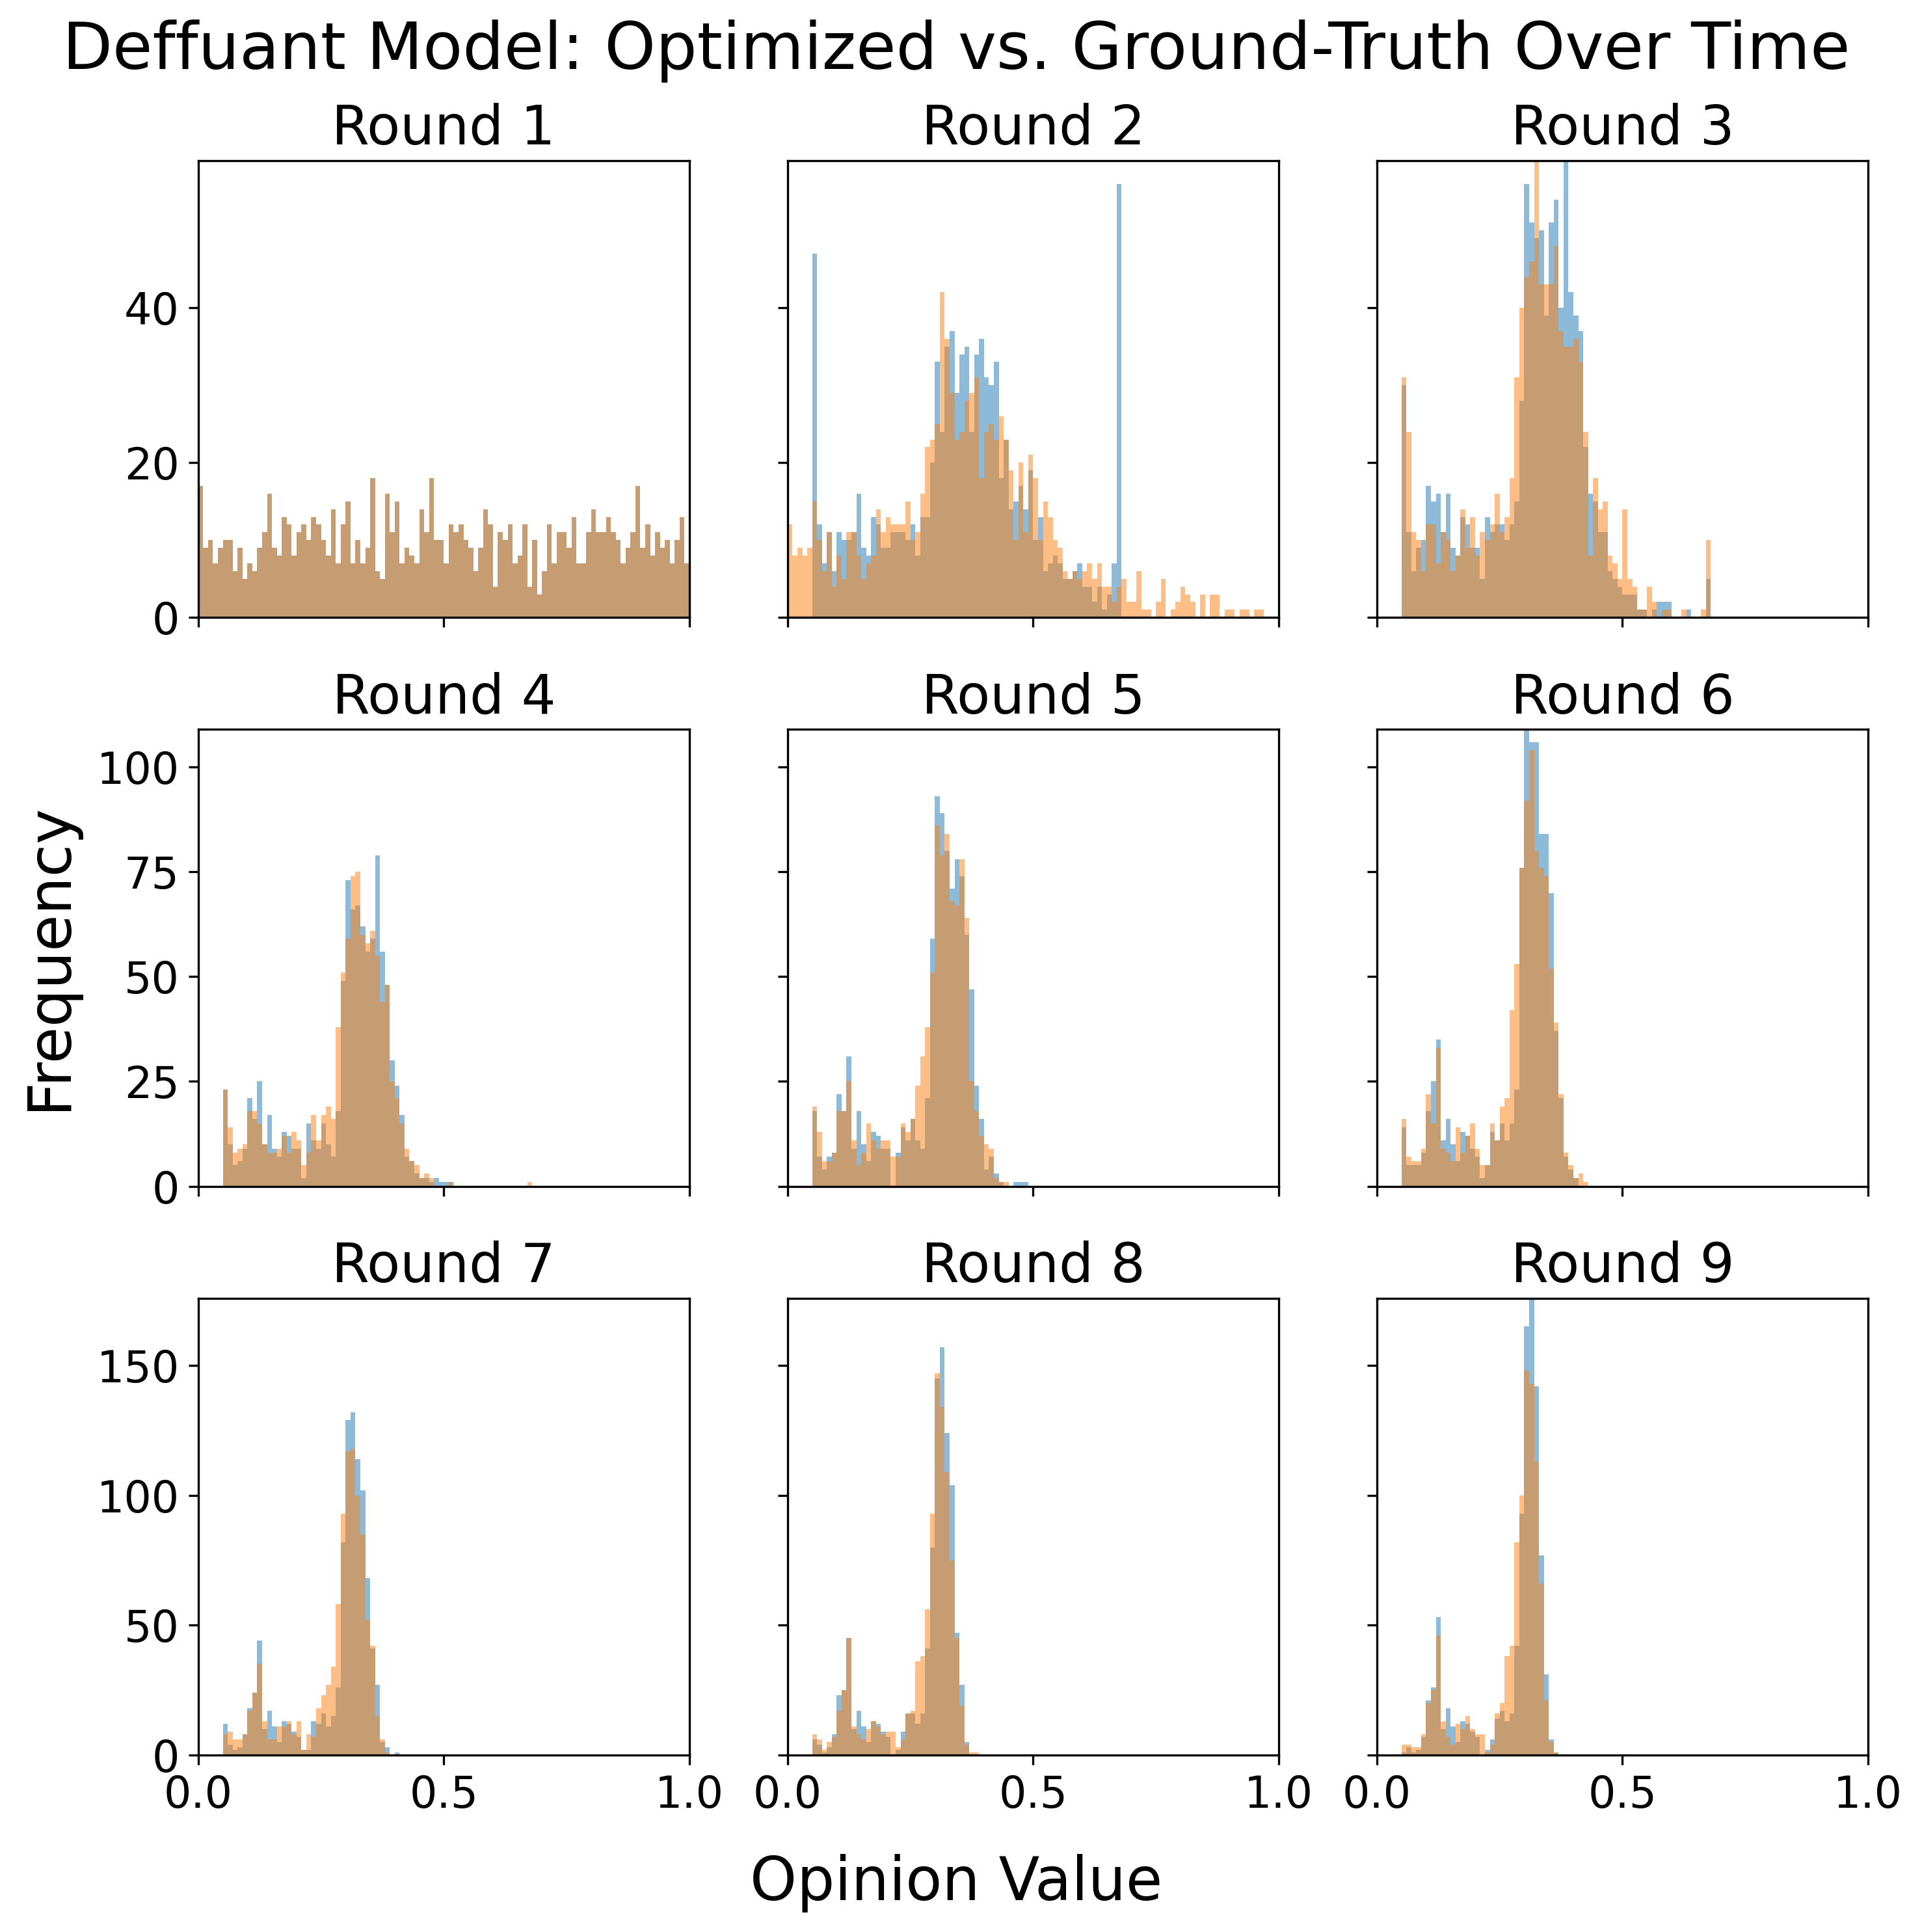 Deffuant Model: Optimized vs. Ground-Truth Over Time
Round 1
Round 2
Round 3
40
20
0
Round 4
Round 5
Round 6
100
75
50
25
0
Frequency
Round 7
Round 8
Round 9
150
100
50
0
0.0 0.5 1.0
0.0 0.5 1.0
0.0 0.5 1.0
Opinion Value